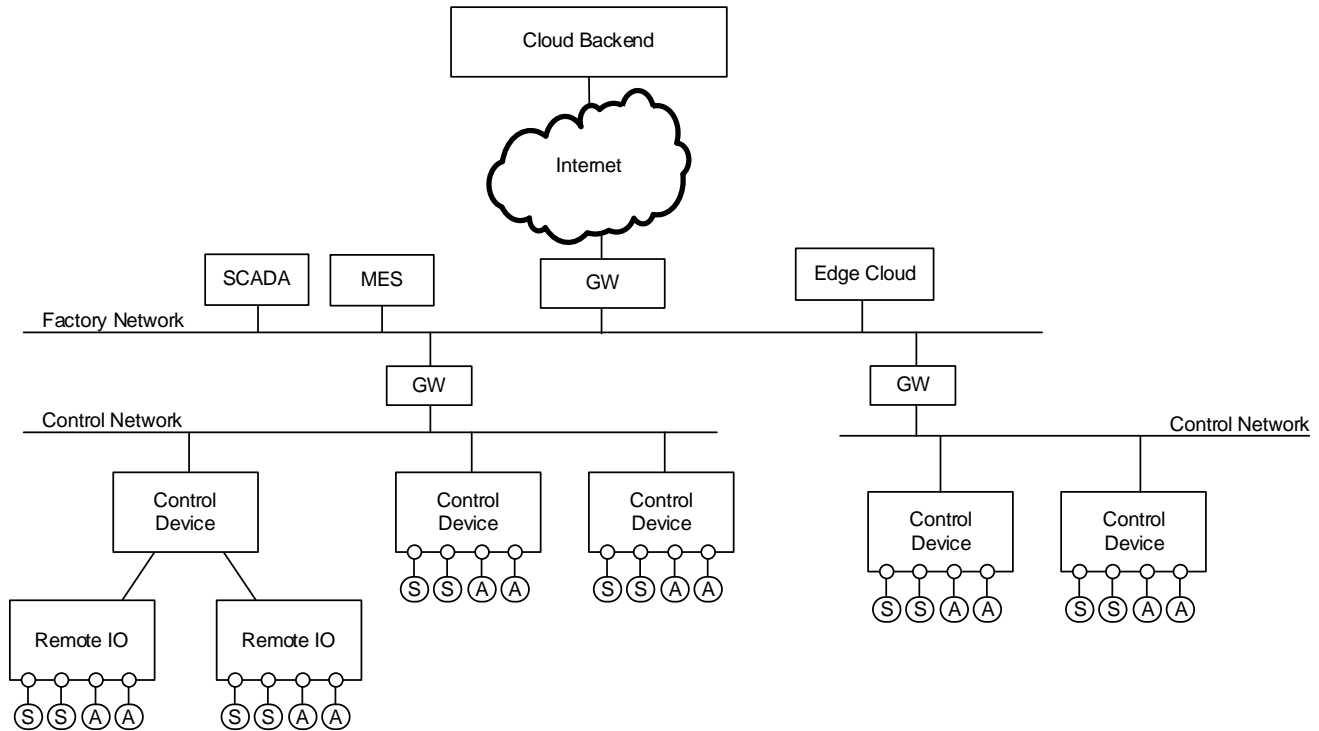 Cloud Backend
Internet
SCADA
MES
GW
Edge Cloud
Factory Network
GW
GW
Control Network
Control Network
Control
Device
Control
Device
Control
Device
Control
Device
Control
Device
S S A A
S S A A
S S A A
S S A A
Remote IO
Remote IO
S S A A
S S A A